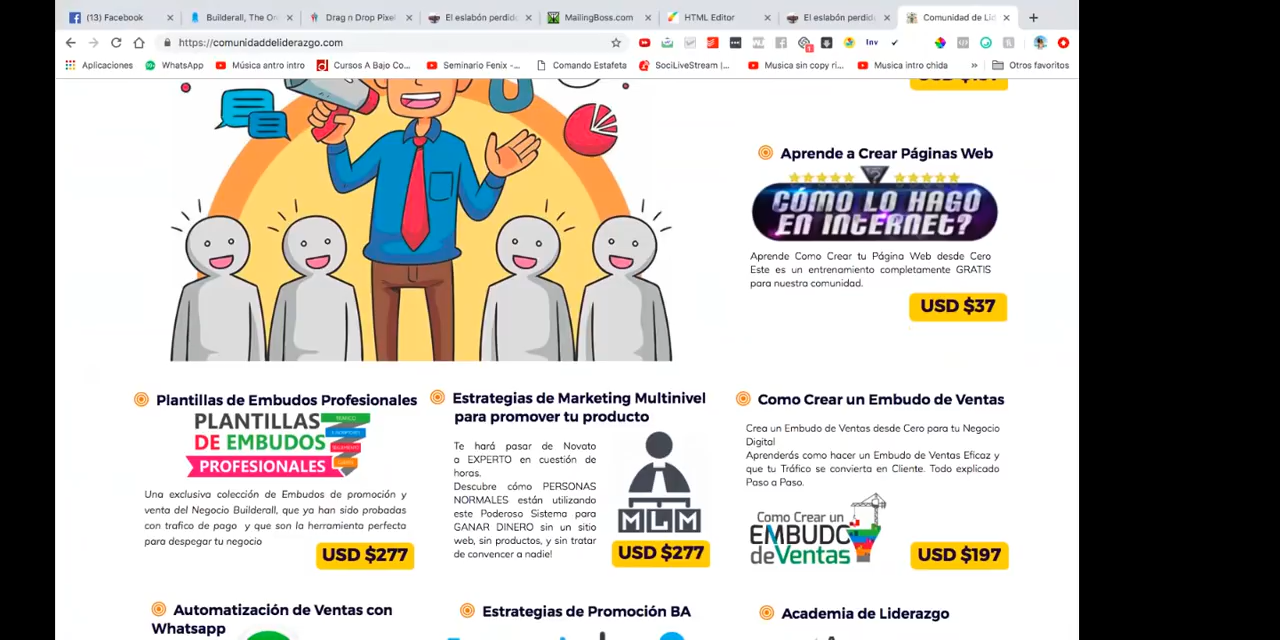 (13) Facebook
Builderall, The On
Drag n Drop Pixel
El eslabón perdido
MailingBoss.com
HTML Editor
El eslabón perdido
Comunidad de Lid
https://comunidaddeliderazgo.com
Inv
Aplicaciones
WhatsApp
Música antro intro
Cursos A Bajo Co...
Seminario Fenix -...
Comando Estafeta
SociLiveStream |...
Musica sin copy ri...
Musica intro chida
»
Otros favoritos
Aprende a Crear Páginas Web
CÓMO LO HAGO
EN INTERNET?
Aprende Como Crear tu Página Web desde Cero
Este es un entrenamiento completamente GRATIS
para nuestra comunidad.
USD $37
Plantillas de Embudos Profesionales
PLANTILLAS
DE EMBUDOS
PROFESIONALES
Una exclusiva colección de Embudos de promoción y
venta del Negocio Builderall, que ya han sido probadas
con trafico de pago y que son la herramienta perfecta
para despegar tu negocio
USD $277
Estrategias de Marketing Multinivel
para promover tu producto
Te hará pasar de Novato
a EXPERTO en cuestión de
horas.
Descubre cómo PERSONAS
NORMALES están utilizando
este Poderoso Sistema para
GANAR DINERO sin un sitio
web, sin productos, y sin tratar
de convencer a nadie!
MLM
USD $277
Como Crear un Embudo de Ventas
Crea un Embudo de Ventas desde Cero para tu Negocio
Digital
Aprenderás como hacer un Embudo de Ventas Eficaz y
que tu Tráfico se convierta en Cliente. Todo explicado
Paso a Paso.
Como Crear un
EMBUDO
de Ventas
USD $197
Automatización de Ventas con
Whatsapp
Estrategias de Promoción BA
Academia de Liderazgo